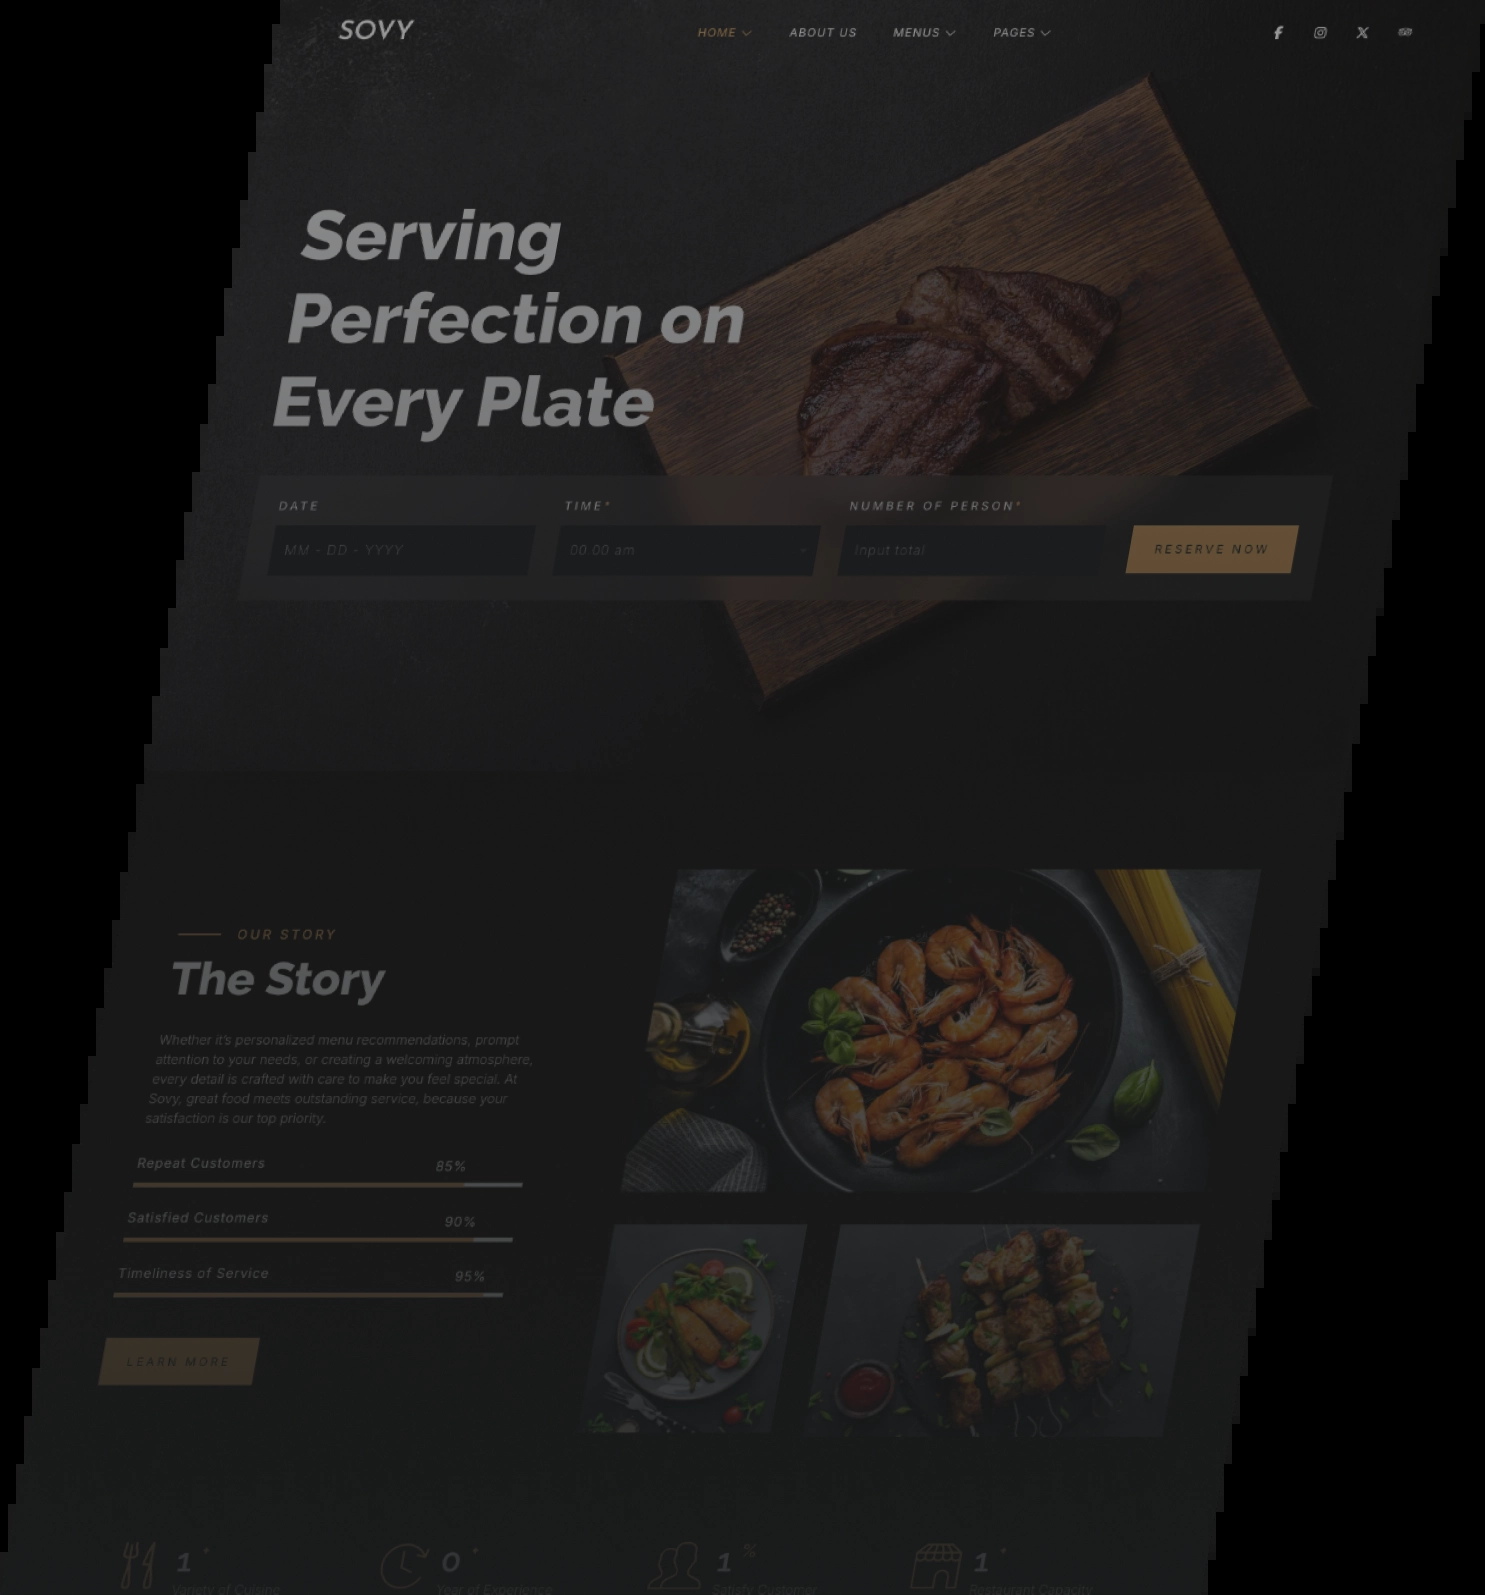 SOVY
HOME ABOUT US MENUS PAGES
Serving
Perfection on
Every Plate
DATE TIME* NUMBER OF PERSON*
MM - DD - YYYY 00:00 am Input total RESERVE NOW
OUR STORY
The Story
Whether it's personalized menu recommendations, prompt
attention to your needs, or creating a welcoming atmosphere,
every detail is crafted with care to make you feel special. At
Sovy, great food meets outstanding service, because your
satisfaction is our top priority.
Repeat Customers 85%
Satisfied Customers 90%
Timeliness of Service 95%
LEARN MORE
1 + 0 + 1 % 1 +
Variety of Cuisine Year of Experience Satisfy Customer Restaurant Capacity